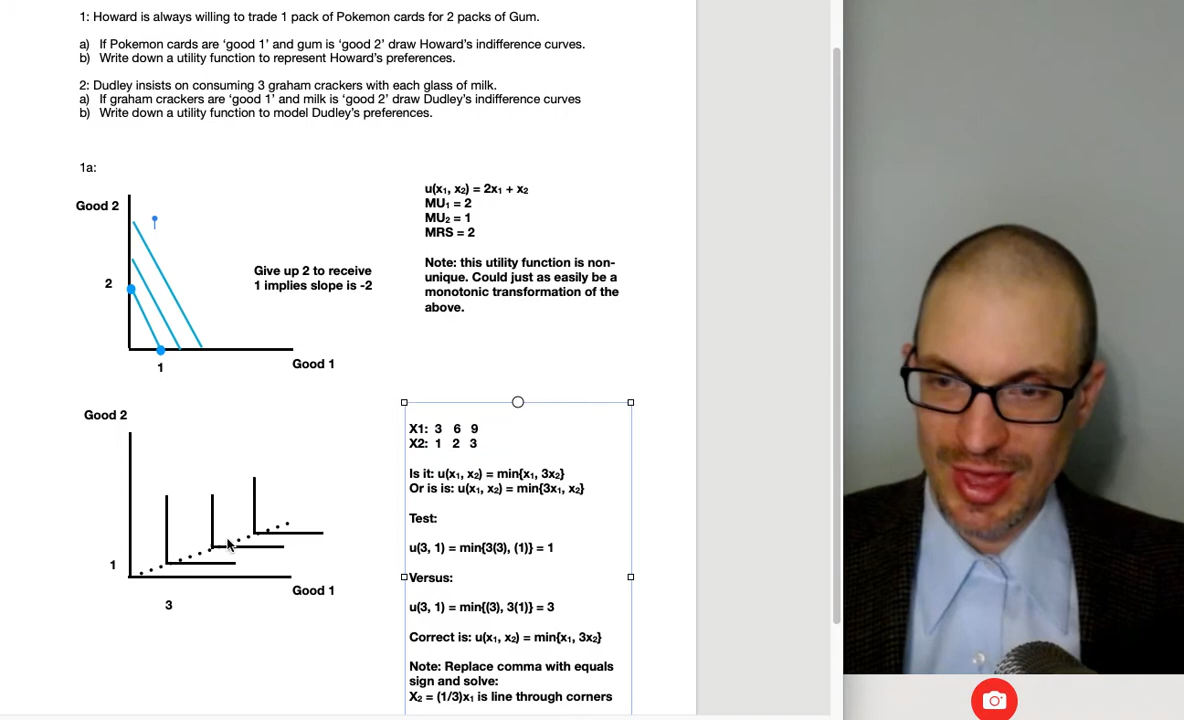 1: Howard is always willing to trade 1 pack of Pokemon cards for 2 packs of Gum.
a) If Pokemon cards are ‘good 1’ and gum is ‘good 2’ draw Howard’s indifference curves.
b) Write down a utility function to represent Howard’s preferences.
2: Dudley insists on consuming 3 graham crackers with each glass of milk.
a) If graham crackers are ‘good 1’ and milk is ‘good 2’ draw Dudley’s indifference curves
b) Write down a utility function to model Dudley’s preferences.
1a:
Good 2
2
1
Good 1
Give up 2 to receive
1 implies slope is -2
u(x₁, x₂) = 2x₁ + x₂
MU₁ = 2
MU₂ = 1
MRS = 2
Note: this utility function is non-
unique. Could just as easily be a
monotonic transformation of the
above.
Good 2
1
3
Good 1
X1: 3 6 9
X2: 1 2 3
Is it: u(x₁, x₂) = min{x₁, 3x₂}
Or is is: u(x₁, x₂) = min{3x₁, x₂}
Test:
u(3, 1) = min{3(3), (1)} = 1
Versus:
u(3, 1) = min{(3), 3(1)} = 3
Correct is: u(x₁, x₂) = min{x₁, 3x₂}
Note: Replace comma with equals
sign and solve:
X₂ = (1/3)x₁ is line through corners